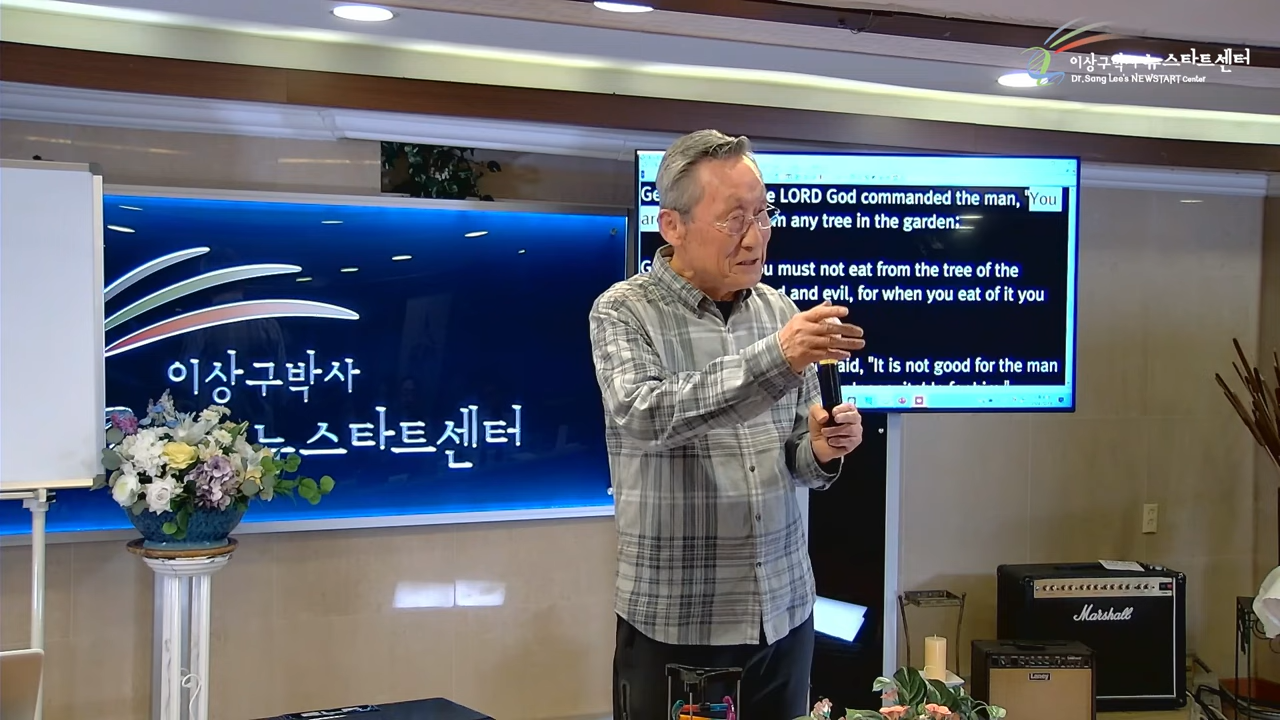 이상구박사 뉴스타트센터
Dr. Sang Lee's NEWSTART Center
e LORD God commanded the man, "You
any tree in the garden;
u must not eat from the tree of the
and evil, for when you eat of it you
aid, "It is not good for the man
이상구박사
뉴스타트센터
Marshall
Laney